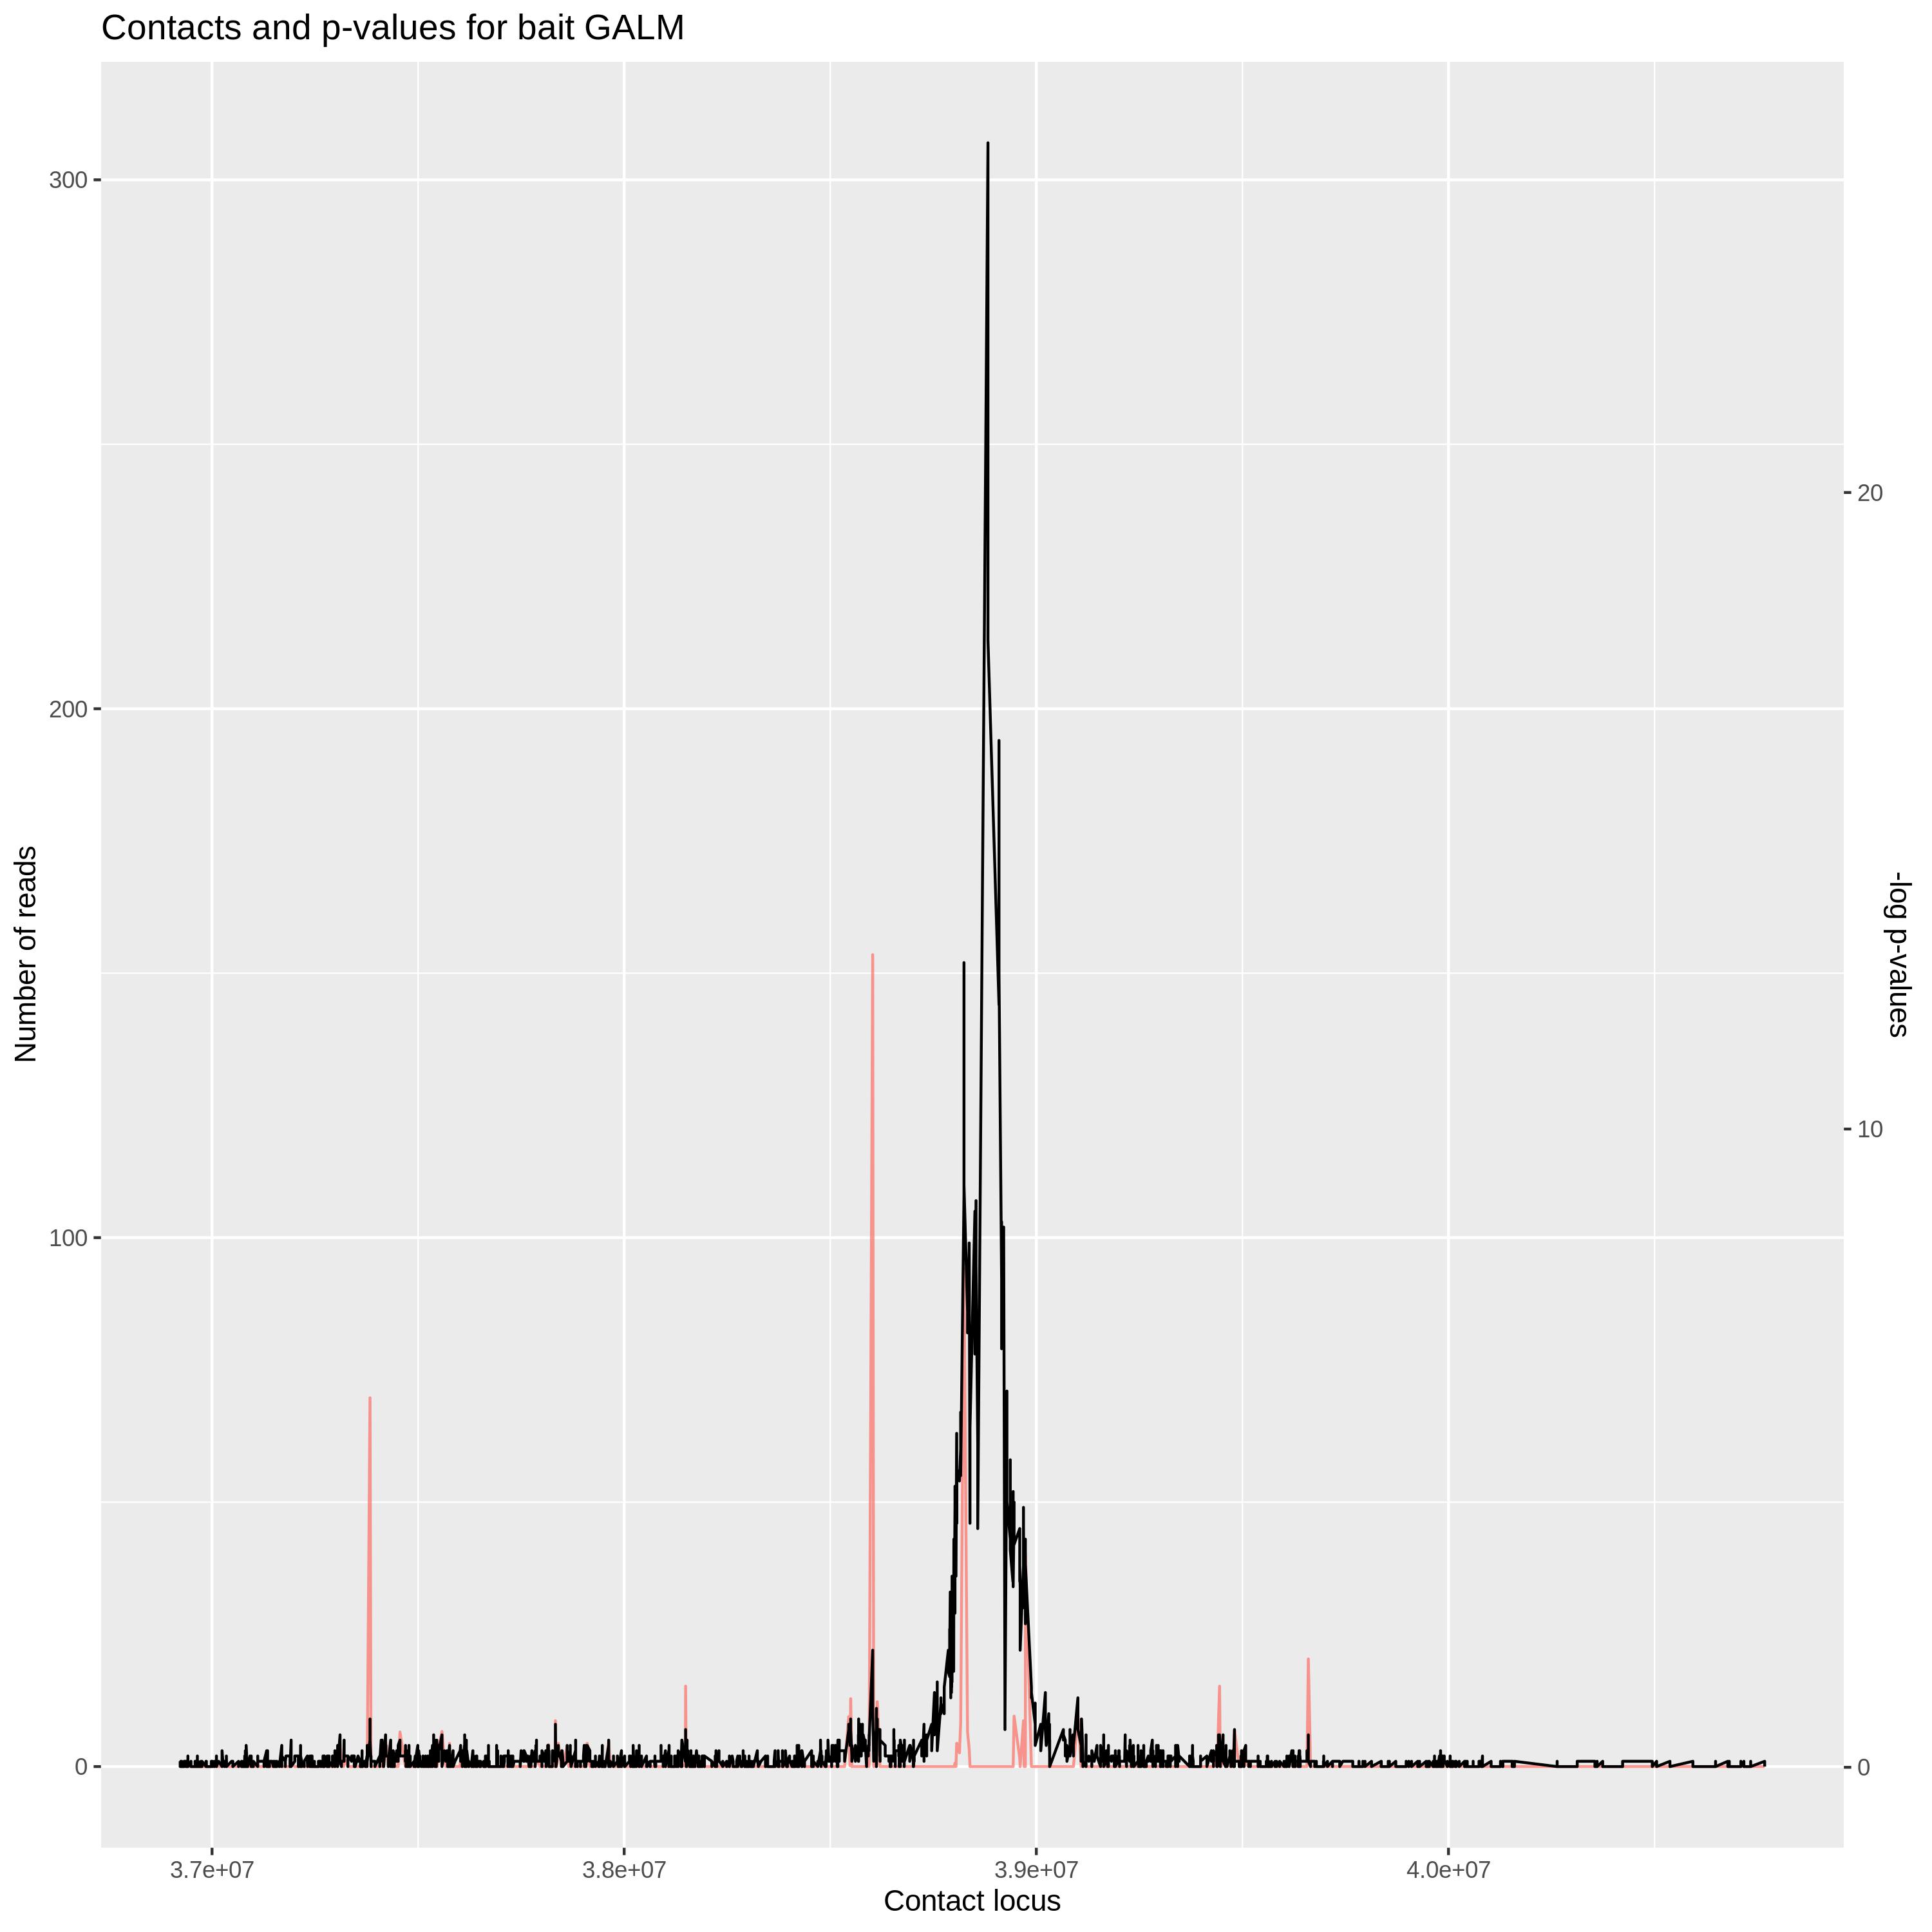 Contacts and p-values for bait GALM
300
200
100
0
Number of reads
20
10
0
-log p-values
3.7e+07
3.8e+07
3.9e+07
4.0e+07
Contact locus